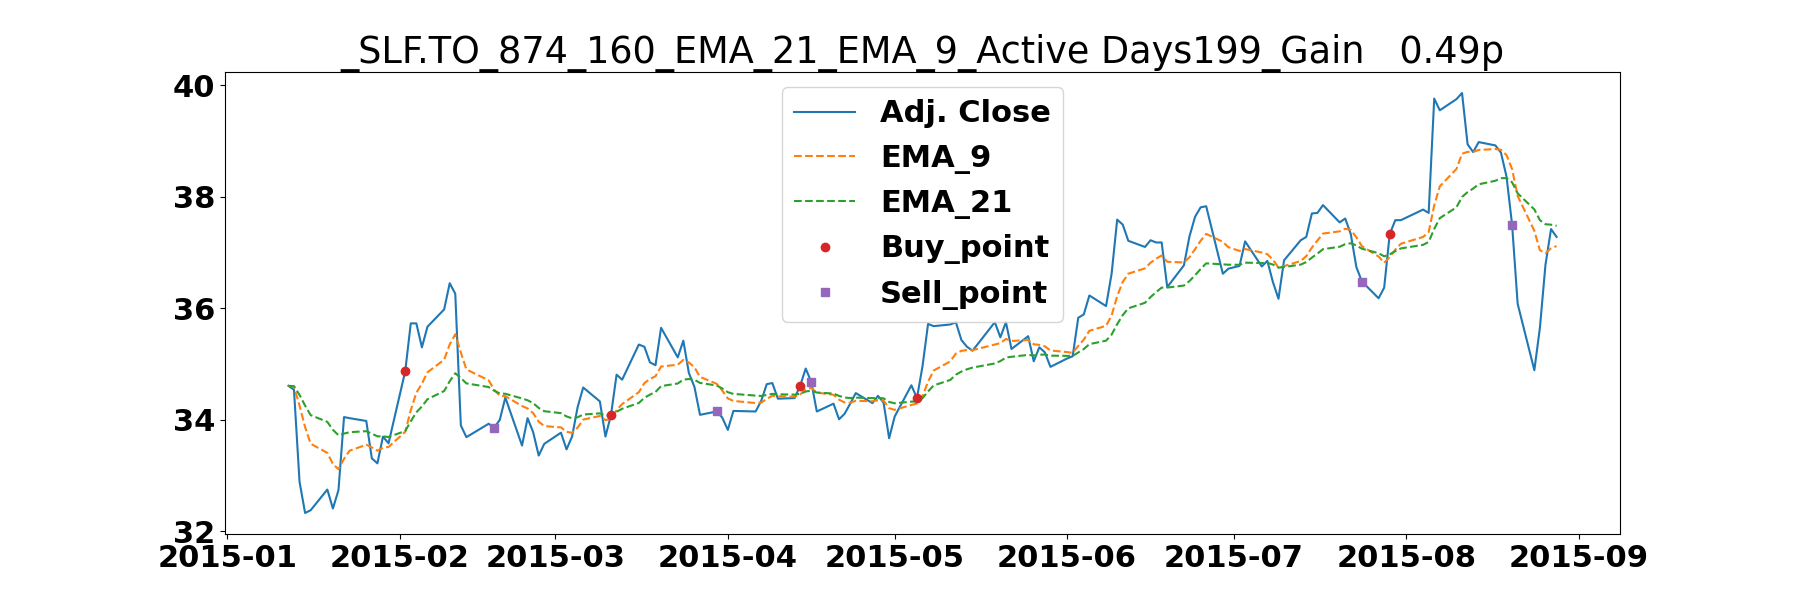 _SLF.TO_874_160_EMA_21_EMA_9_Active Days199_Gain   0.49p
40
38
36
34
32
Adj. Close
EMA_9
EMA_21
Buy_point
Sell_point
2015-01 2015-02 2015-03 2015-04 2015-05 2015-06 2015-07 2015-08 2015-09